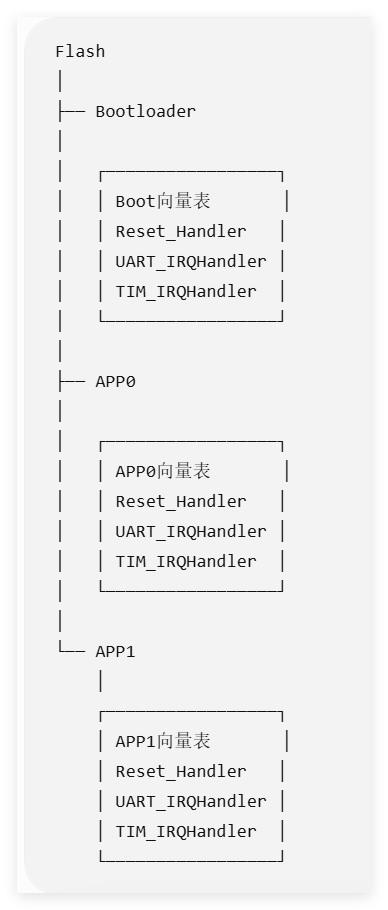 Flash
│
├── Bootloader
│
│   ┌─────────────────┐
│   │ Boot向量表       │
│   │ Reset_Handler   │
│   │ UART_IRQHandler │
│   │ TIM_IRQHandler  │
│   └─────────────────┘
│
├── APP0
│
│   ┌─────────────────┐
│   │ APP0向量表       │
│   │ Reset_Handler   │
│   │ UART_IRQHandler │
│   │ TIM_IRQHandler  │
│   └─────────────────┘
│
└── APP1
    │
    ┌─────────────────┐
    │ APP1向量表       │
    │ Reset_Handler   │
    │ UART_IRQHandler │
    │ TIM_IRQHandler  │
    └─────────────────┘